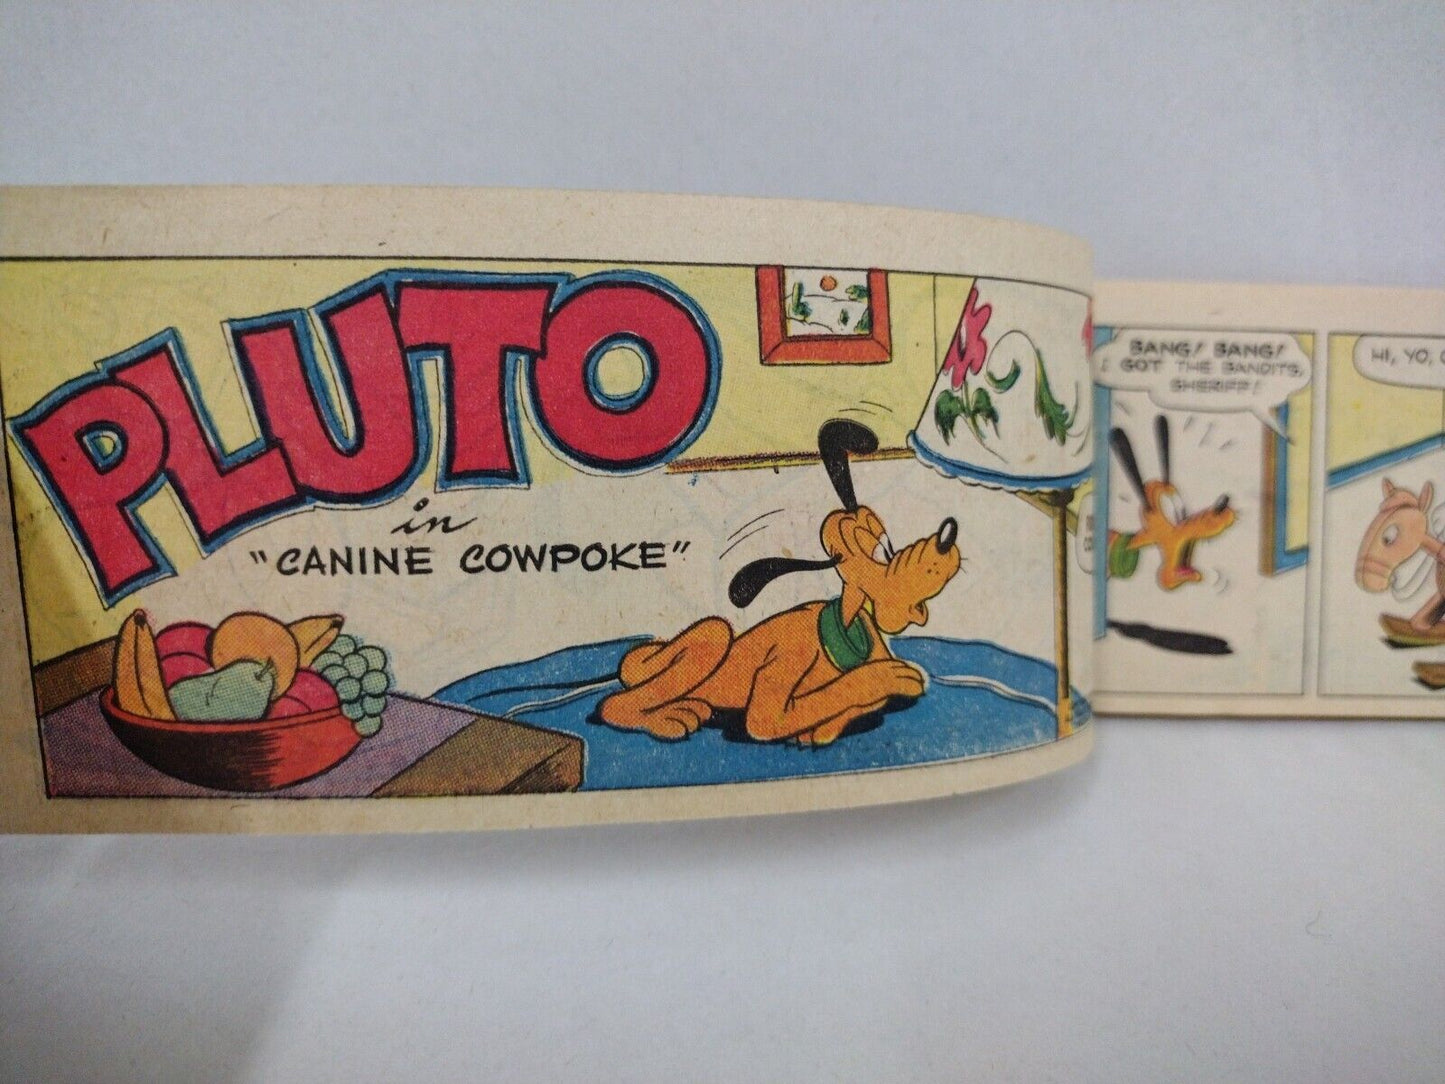 PLUTO
in
"CANINE COWPOKE"
BANG! BANG!
I GOT THE BANDITS,
SHERIFF!
HI, YO,